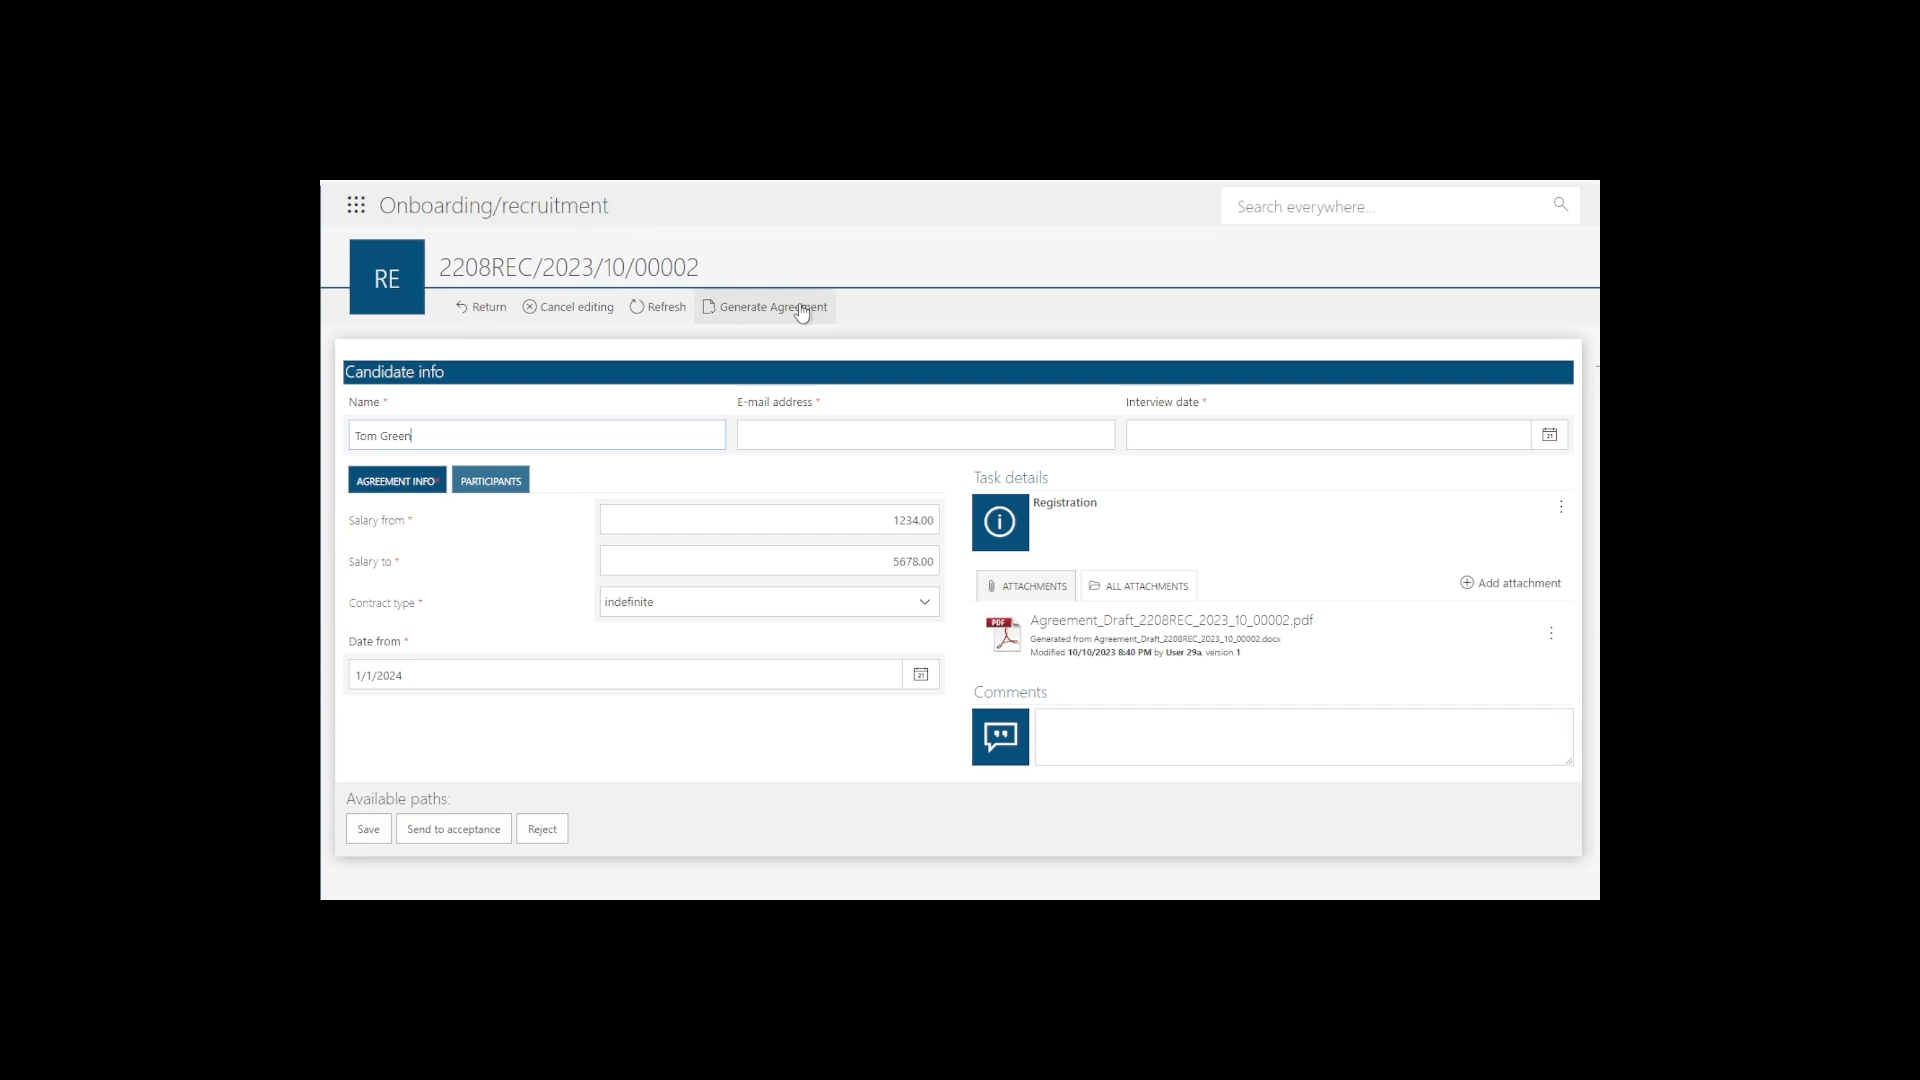 Onboarding/recruitment
Search everywhere...
RE
2208REC/2023/10/00002
Return
Cancel editing
Refresh
Generate Agreement
Candidate info
Name *
E-mail address *
Interview date *
Tom Green
21
AGREEMENT INFO*
PARTICIPANTS
Salary from *
1234.00
Salary to *
5678.00
Contract type *
indefinite
Date from *
1/1/2024
21
Task details
Registration
ATTACHMENTS
ALL ATTACHMENTS
Add attachment
PDF
Agreement_Draft_2208REC_2023_10_00002.pdf
Generated from Agreement_Draft_2208REC_2023_10_00002.docx
Modified 10/10/2023 8:40 PM by User 29a, version 1
Comments
Available paths:
Save
Send to acceptance
Reject